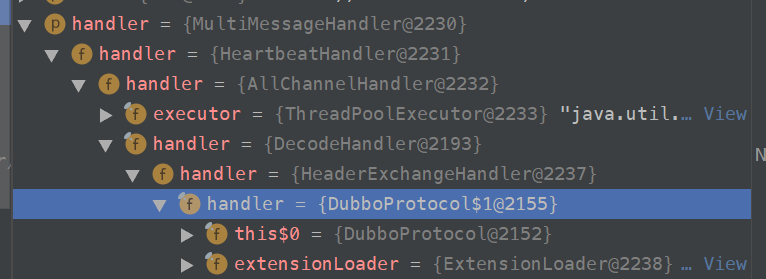 handler = {MultiMessageHandler@2230}
handler = {HeartbeatHandler@2231}
handler = {AllChannelHandler@2232}
executor = {ThreadPoolExecutor@2233} "java.util.… View
handler = {DecodeHandler@2193}
handler = {HeaderExchangeHandler@2237}
handler = {DubboProtocol$1@2155}
this$0 = {DubboProtocol@2152}
extensionLoader = {ExtensionLoader@2238} … View